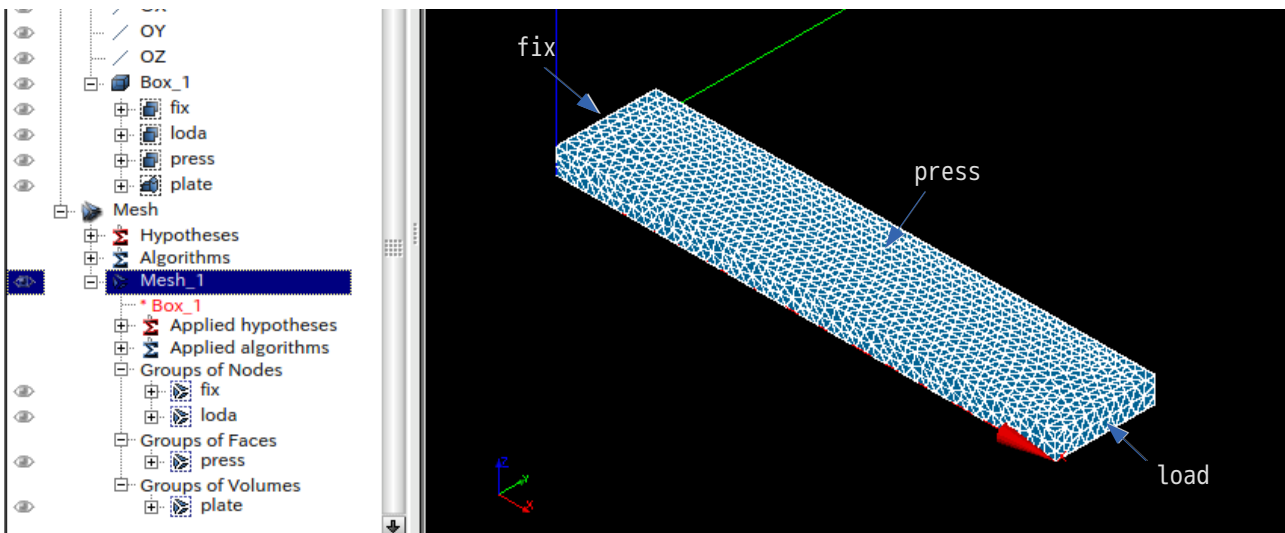 OX
OY
OZ
Box_1
fix
loda
press
plate
Mesh
Hypotheses
Algorithms
Mesh_1
* Box_1
Applied hypotheses
Applied algorithms
Groups of Nodes
fix
loda
Groups of Faces
press
Groups of Volumes
plate
fix
press
load
Z
Y
X